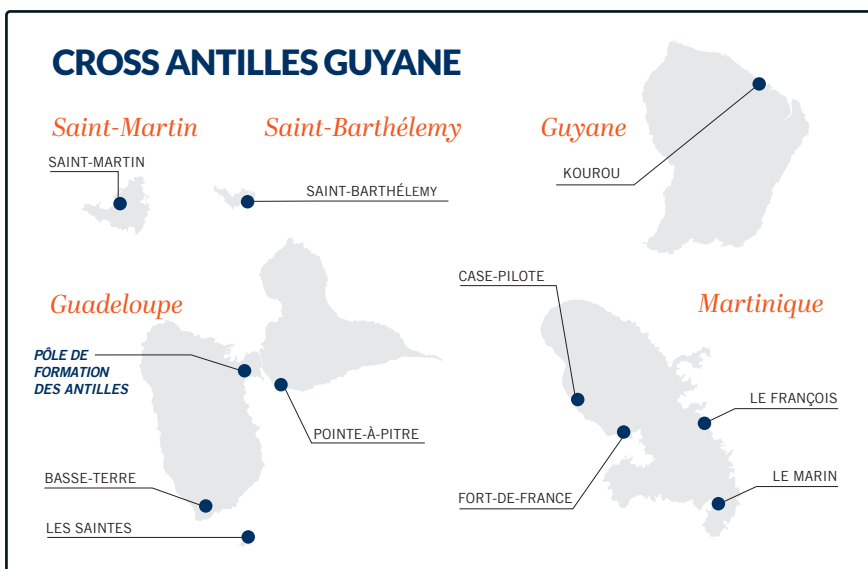 CROSS ANTILLES GUYANE
Saint-Martin
Saint-Barthélemy
Guyane
SAINT-MARTIN
SAINT-BARTHÉLEMY
KOUROU
Guadeloupe
CASE-PILOTE
Martinique
PÔLE DE
FORMATION
DES ANTILLES
POINTE-À-PITRE
LE FRANÇOIS
BASSE-TERRE
FORT-DE-FRANCE
LE MARIN
LES SAINTES